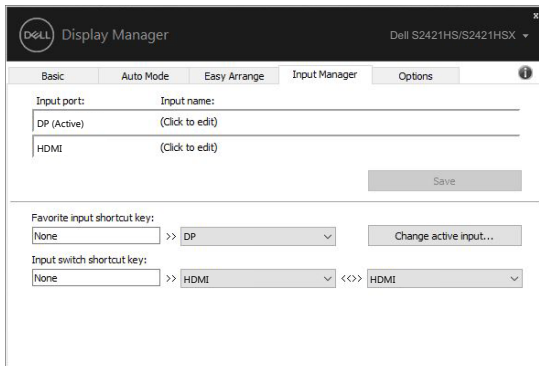 DELL Display Manager Dell S2421HS/S2421HSX
x
Basic Auto Mode Easy Arrange Input Manager Options i
Input port: Input name:
DP (Active) (Click to edit)
HDMI (Click to edit)
Save
Favorite input shortcut key:
None >> DP Change active input...
Input switch shortcut key:
None >> HDMI <<>> HDMI